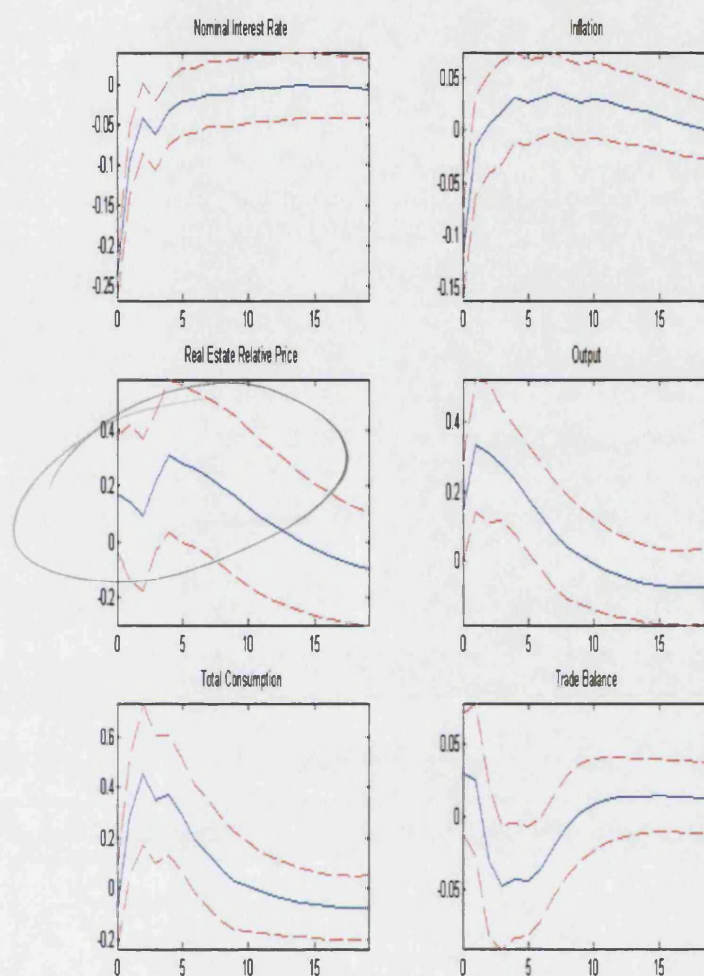 Nominal Interest Rate
0
-0.05
-0.1
-0.15
-0.2
-0.25
0 5 10 15
Inflation
0.05
0
-0.05
-0.1
-0.15
0 5 10 15
Real Estate Relative Price
0.4
0.2
0
-0.2
0 5 10 15
Output
0.4
0.2
0
0 5 10 15
Total Consumption
0.6
0.4
0.2
0
-0.2
0 5 10 15
Trade Balance
0.05
0
-0.05
0 5 10 15